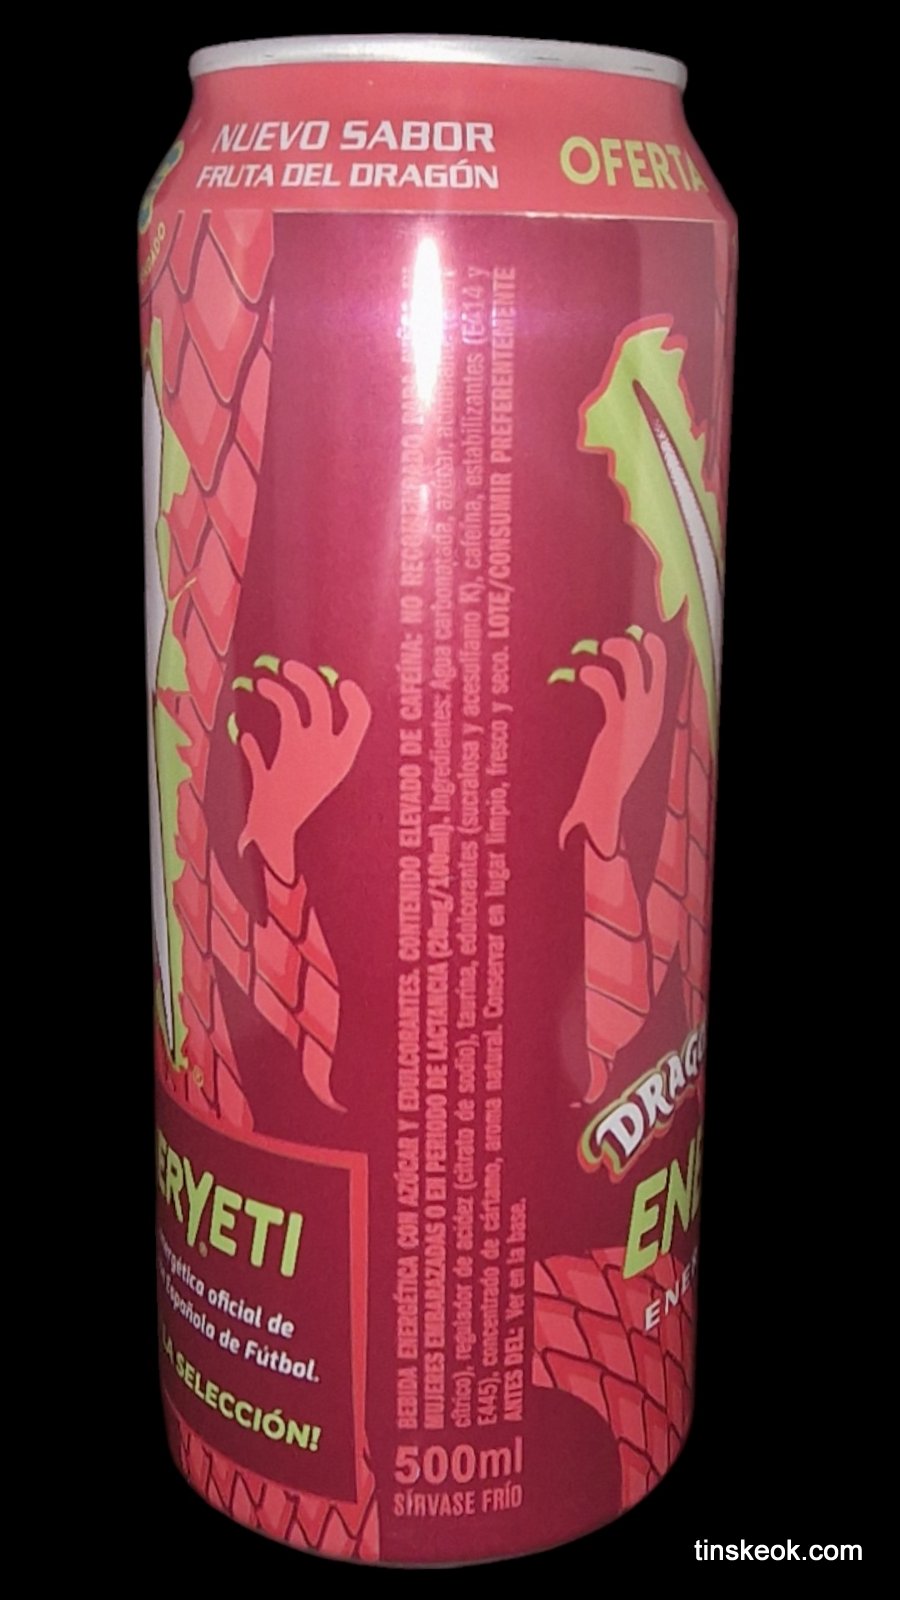 NUEVO SABOR
FRUTA DEL DRAGÓN
OFERTA
BEBIDA ENERGÉTICA CON AZÚCAR Y EDULCORANTES. CONTENIDO ELEVADO DE CAFEÍNA: NO RECOMENDADO PARA
MUJERES EMBARAZADAS O EN PERIODO DE LACTANCIA (20mg/100ml). Ingredientes: Agua carbonatada, azúcar,
cítrico), regulador de acidez (citrato de sodio), taurina, edulcorantes (sucralosa y acesulfamo K), cafeína, estabilizantes (E414 y
E445), concentrado de cártamo, aroma natural. Conservar en lugar limpio, fresco y seco. LOTE/CONSUMIR PREFERENTEMENTE
ANTES DEL: Ver en la base.
500ml
SÍRVASE FRÍO
ERYETI
ergética oficial de
Española de Fútbol.
LA SELECCIÓN!
DRAGO
ENE
ENER
tinskeok.com